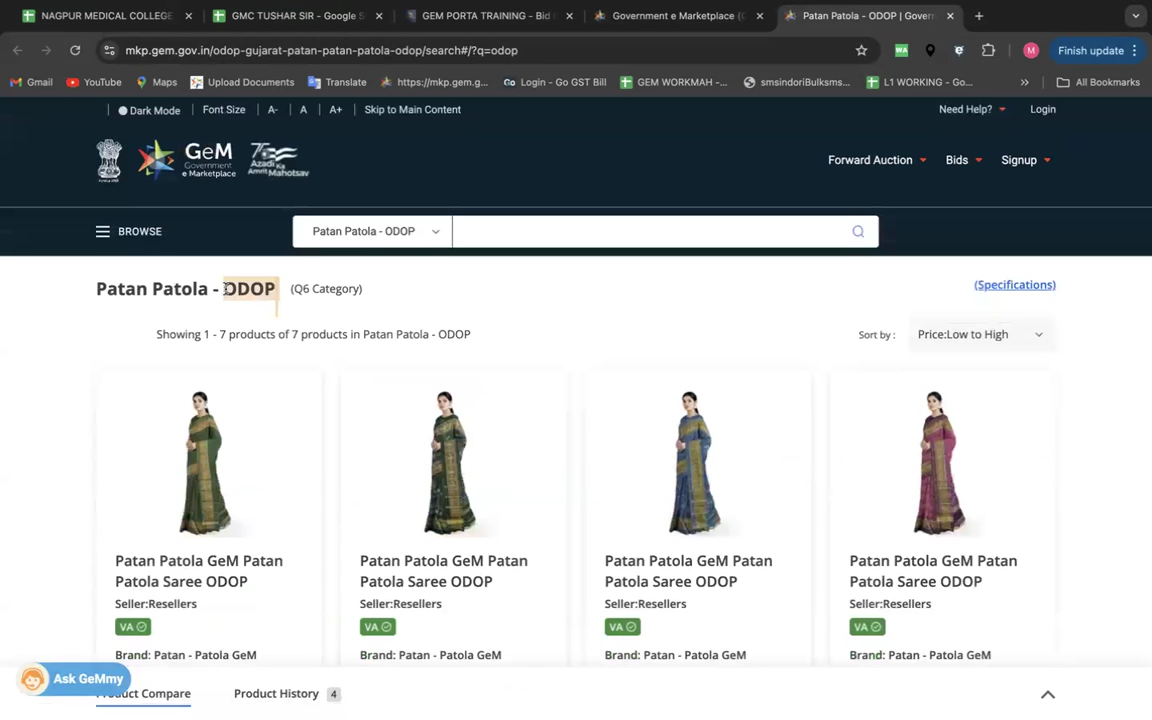 NAGPUR MEDICAL COLLEGE
GMC TUSHAR SIR - Google S
GEM PORTA TRAINING - Bid
Government e Marketplace (
Patan Patola - ODOP | Govern
mkp.gem.gov.in/odop-gujarat-patan-patan-patola-odop/search#/?q=odop
WA
M
Finish update
Gmail
YouTube
Maps
Upload Documents
Translate
https://mkp.gem.g...
Login - Go GST Bill
GEM WORKMAH -...
smsindoriBulksms...
L1 WORKING - Go...
All Bookmarks
Dark Mode
Font Size
A-
A
A+
Skip to Main Content
Need Help?
Login
GeM
Government
e Marketplace
75
Azadi Ka
Amrit Mahotsav
Forward Auction
Bids
Signup
BROWSE
Patan Patola - ODOP
Patan Patola - ODOP (Q6 Category)
(Specifications)
Showing 1 - 7 products of 7 products in Patan Patola - ODOP
Sort by :
Price:Low to High
Patan Patola GeM Patan
Patola Saree ODOP
Seller:Resellers
VA
Brand: Patan - Patola GeM
Patan Patola GeM Patan
Patola Saree ODOP
Seller:Resellers
VA
Brand: Patan - Patola GeM
Patan Patola GeM Patan
Patola Saree ODOP
Seller:Resellers
VA
Brand: Patan - Patola GeM
Patan Patola GeM Patan
Patola Saree ODOP
Seller:Resellers
VA
Brand: Patan - Patola GeM
Ask GeMmy
Compare
Product History 4